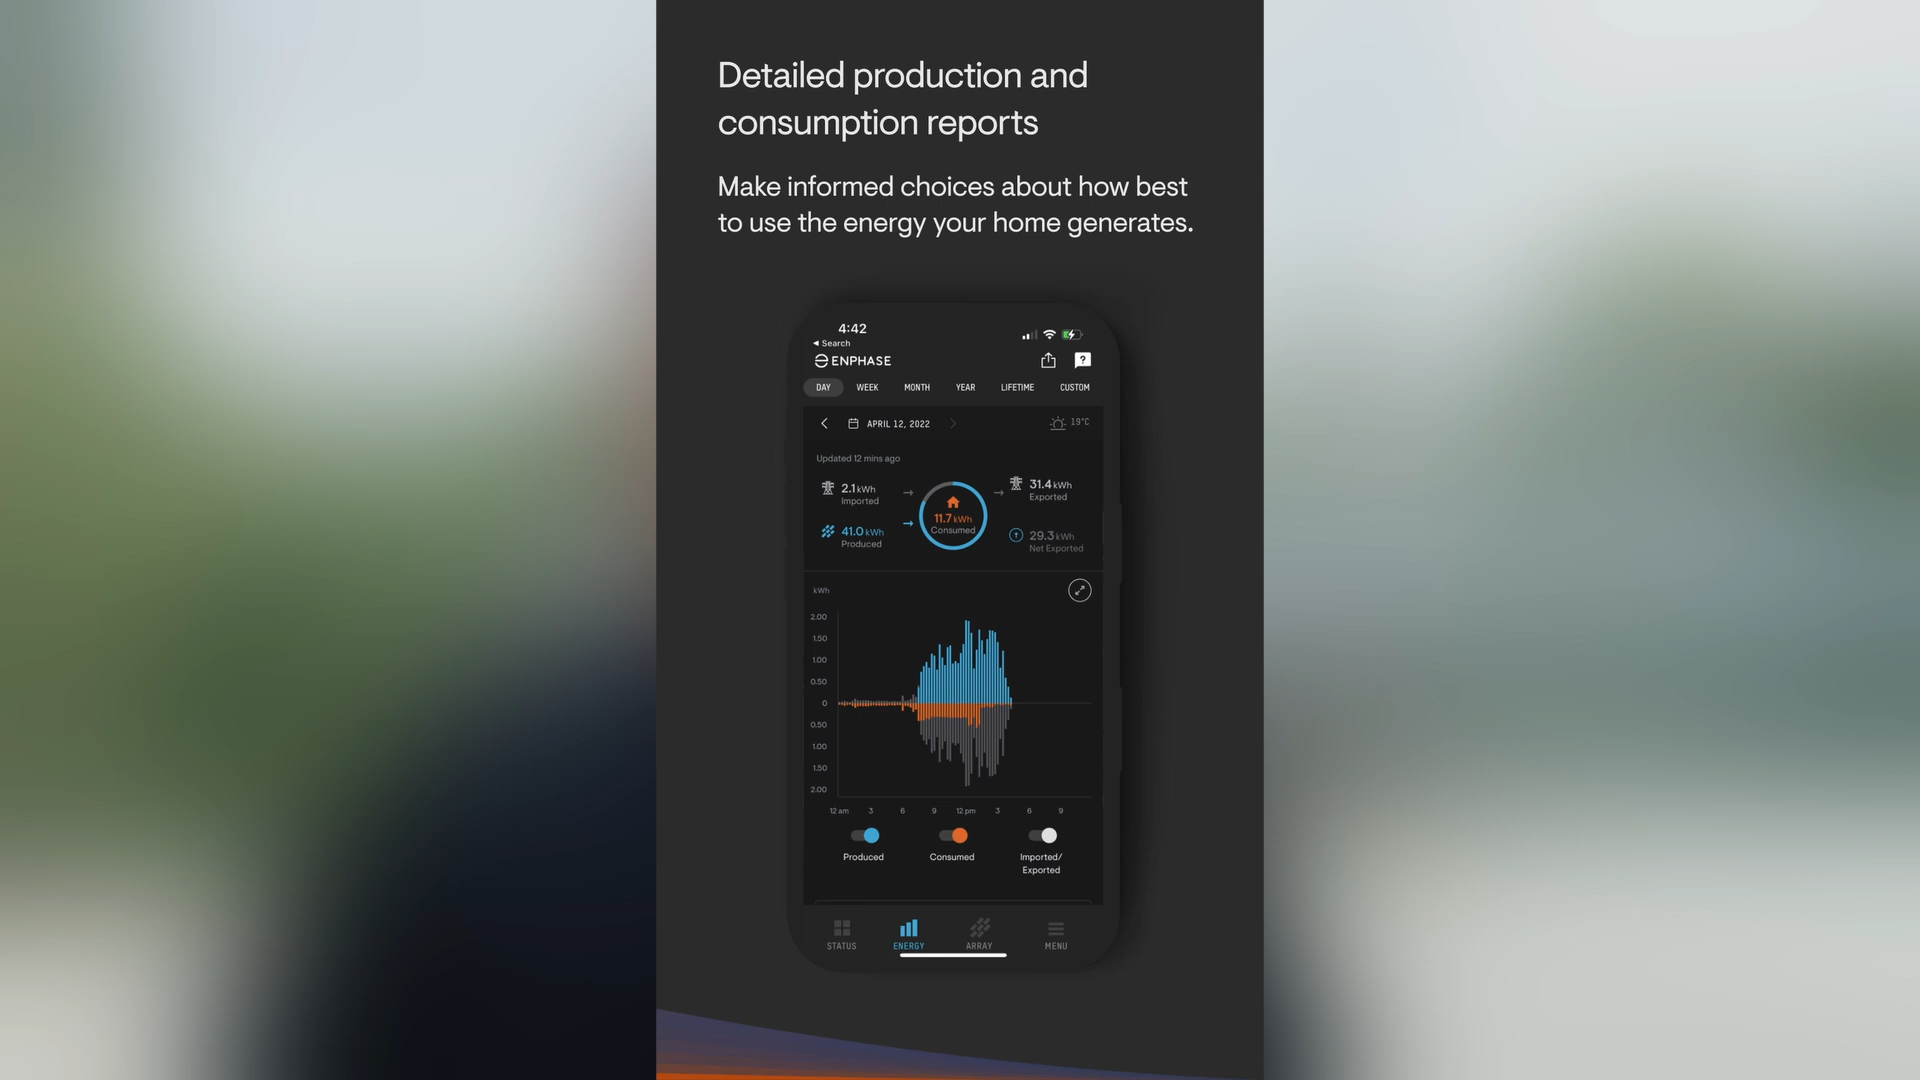 Detailed production and
consumption reports
Make informed choices about how best
to use the energy your home generates.
4:42
Search
ENPHASE
DAY WEEK MONTH YEAR LIFETIME CUSTOM
APRIL 12, 2022 19°C
Updated 12 mins ago
2.1 kWh
Imported
41.0 kWh
Produced
11.7 kWh
Consumed
31.4 kWh
Exported
29.3 kWh
Net Exported
kWh
2.00
1.50
1.00
0.50
0
0.50
1.00
1.50
2.00
12 am 3 6 9 12 pm 3 6 9
Produced Consumed Imported/
Exported
STATUS ENERGY ARRAY MENU